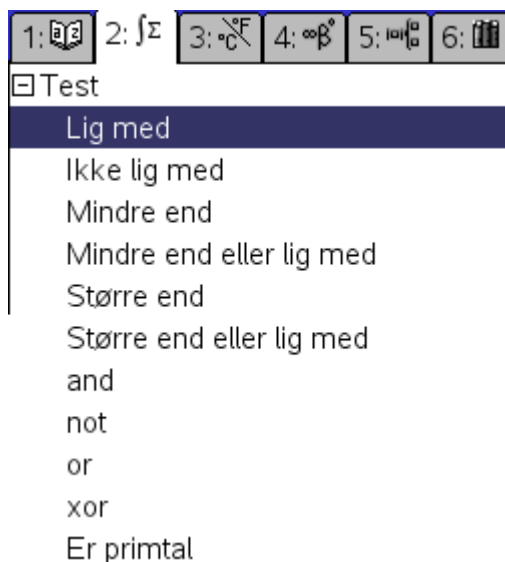 1: 2: ∫Σ 3: °C°F 4: ∞β° 5: 6:
Test
Lig med
Ikke lig med
Mindre end
Mindre end eller lig med
Større end
Større end eller lig med
and
not
or
xor
Er primtal